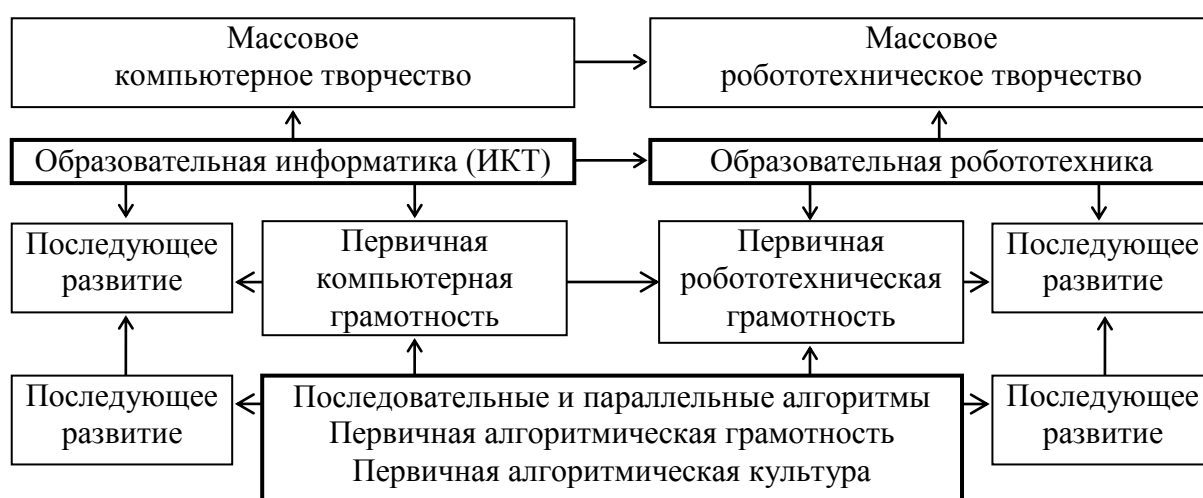 Массовое
компьютерное творчество
Массовое
робототехническое творчество
Образовательная информатика (ИКТ)
Образовательная робототехника
Последующее
развитие
Первичная
компьютерная
грамотность
Первичная
робототехническая
грамотность
Последующее
развитие
Последующее
развитие
Последовательные и параллельные алгоритмы
Первичная алгоритмическая грамотность
Первичная алгоритмическая культура
Последующее
развитие